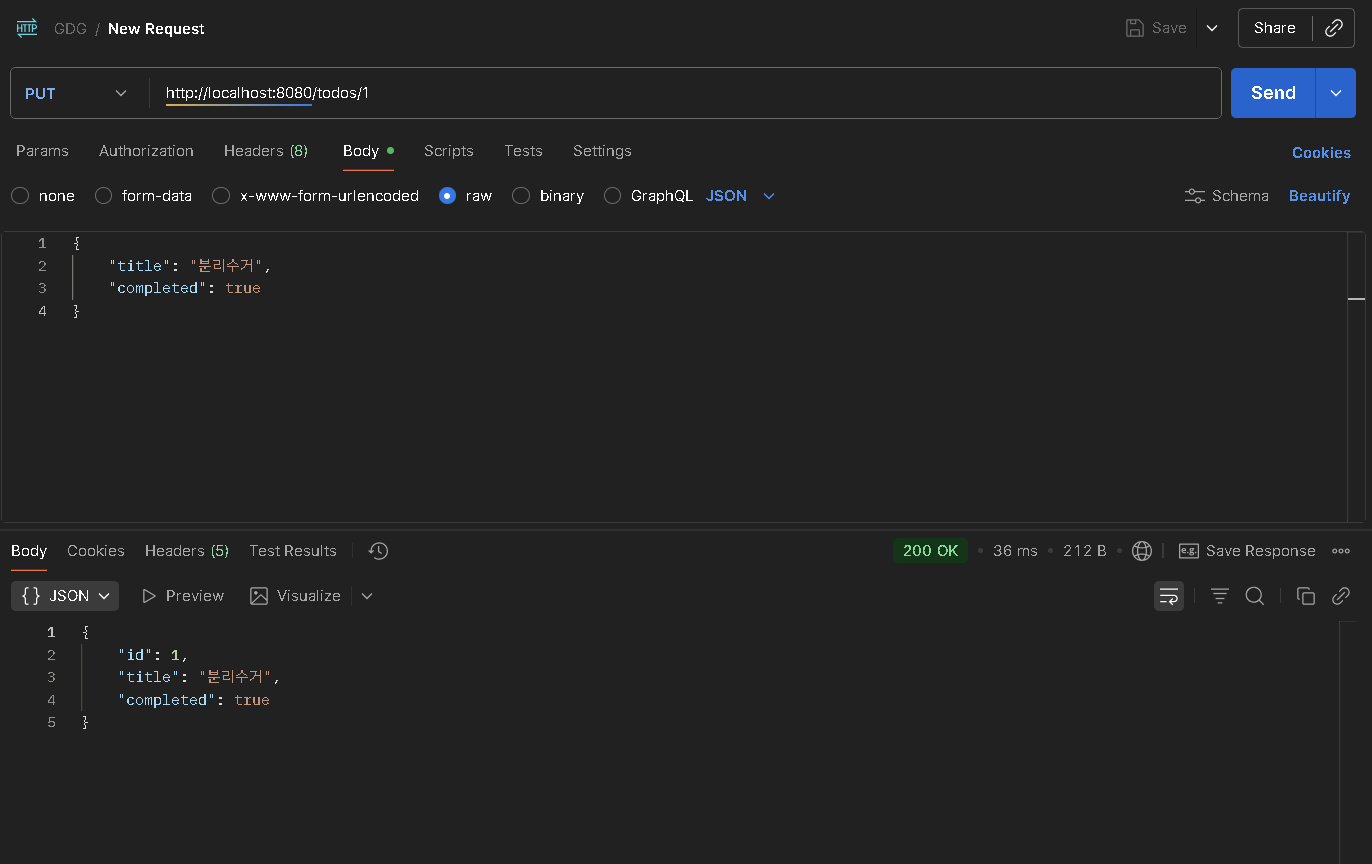 HTTP GDG / New Request Save Share
PUT http://localhost:8080/todos/1 Send
Params Authorization Headers (8) Body Scripts Tests Settings Cookies
none form-data x-www-form-urlencoded raw binary GraphQL JSON Schema Beautify
1 {
2 "title": "분리수거",
3 "completed": true
4 }
Body Cookies Headers (5) Test Results 200 OK • 36 ms • 212 B • e.g. Save Response
{} JSON Preview Visualize
1 {
2 "id": 1,
3 "title": "분리수거",
4 "completed": true
5 }